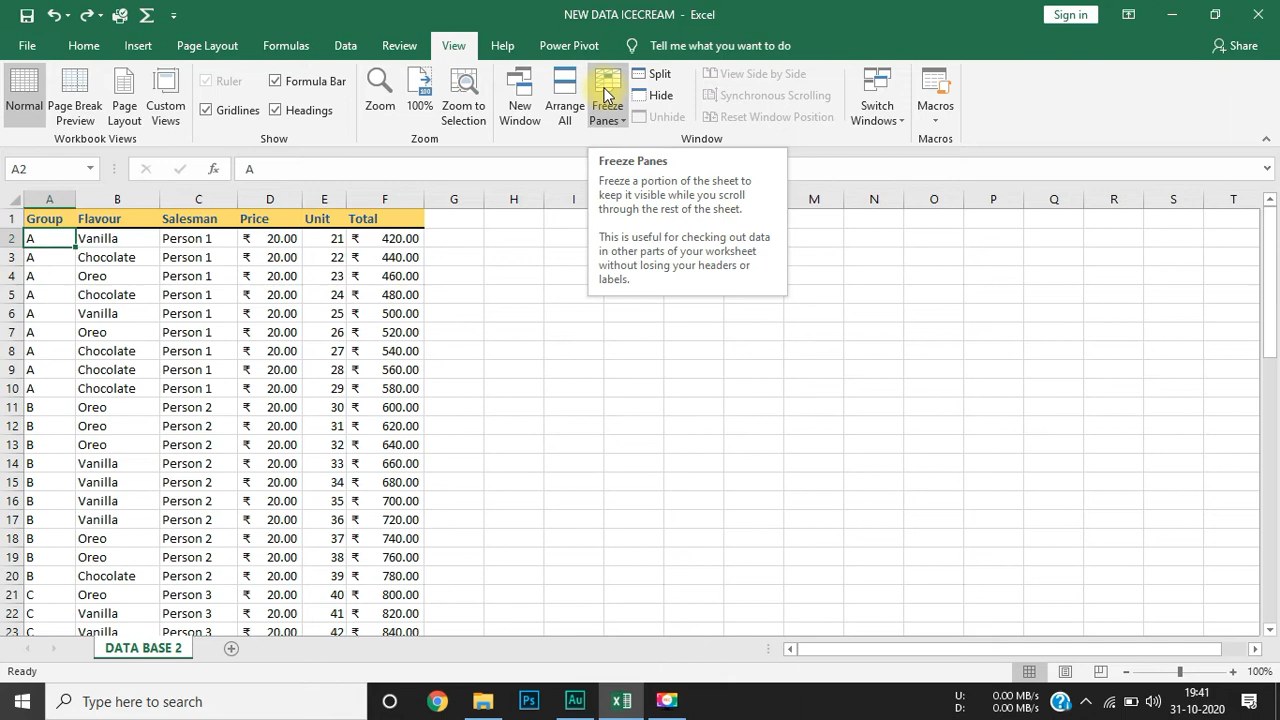 NEW DATA ICECREAM - Excel
Sign in
File Home Insert Page Layout Formulas Data Review View Help Power Pivot Tell me what you want to do Share
Normal
Page Break Preview
Page Layout
Custom Views
Workbook Views
Ruler Formula Bar
Gridlines Headings
Show
Zoom
100%
Zoom to Selection
Zoom
New Window
Arrange All
Freeze Panes
Split
Hide
Unhide
View Side by Side
Synchronous Scrolling
Reset Window Position
Window
Switch Windows
Macros
Macros
A2 fx A
Freeze Panes
Freeze a portion of the sheet to
keep it visible while you scroll
through the rest of the sheet.
This is useful for checking out data
in other parts of your worksheet
without losing your headers or
labels.
A B C D E F G H I M N O P Q R S T
1 Group Flavour Salesman Price Unit Total
2 A Vanilla Person 1 ₹ 20.00 21 ₹ 420.00
3 A Chocolate Person 1 ₹ 20.00 22 ₹ 440.00
4 A Oreo Person 1 ₹ 20.00 23 ₹ 460.00
5 A Chocolate Person 1 ₹ 20.00 24 ₹ 480.00
6 A Vanilla Person 1 ₹ 20.00 25 ₹ 500.00
7 A Oreo Person 1 ₹ 20.00 26 ₹ 520.00
8 A Chocolate Person 1 ₹ 20.00 27 ₹ 540.00
9 A Chocolate Person 1 ₹ 20.00 28 ₹ 560.00
10 A Chocolate Person 1 ₹ 20.00 29 ₹ 580.00
11 B Oreo Person 2 ₹ 20.00 30 ₹ 600.00
12 B Oreo Person 2 ₹ 20.00 31 ₹ 620.00
13 B Oreo Person 2 ₹ 20.00 32 ₹ 640.00
14 B Vanilla Person 2 ₹ 20.00 33 ₹ 660.00
15 B Vanilla Person 2 ₹ 20.00 34 ₹ 680.00
16 B Vanilla Person 2 ₹ 20.00 35 ₹ 700.00
17 B Vanilla Person 2 ₹ 20.00 36 ₹ 720.00
18 B Oreo Person 2 ₹ 20.00 37 ₹ 740.00
19 B Oreo Person 2 ₹ 20.00 38 ₹ 760.00
20 B Chocolate Person 2 ₹ 20.00 39 ₹ 780.00
21 C Oreo Person 3 ₹ 20.00 40 ₹ 800.00
22 C Vanilla Person 3 ₹ 20.00 41 ₹ 820.00
23 C Vanilla Person 3 ₹ 20.00 42 ₹ 840.00
DATA BASE 2
Ready
100%
Type here to search
Ps
Au
U: 0.00 MB/s
D: 0.00 MB/s
19:41
31-10-2020